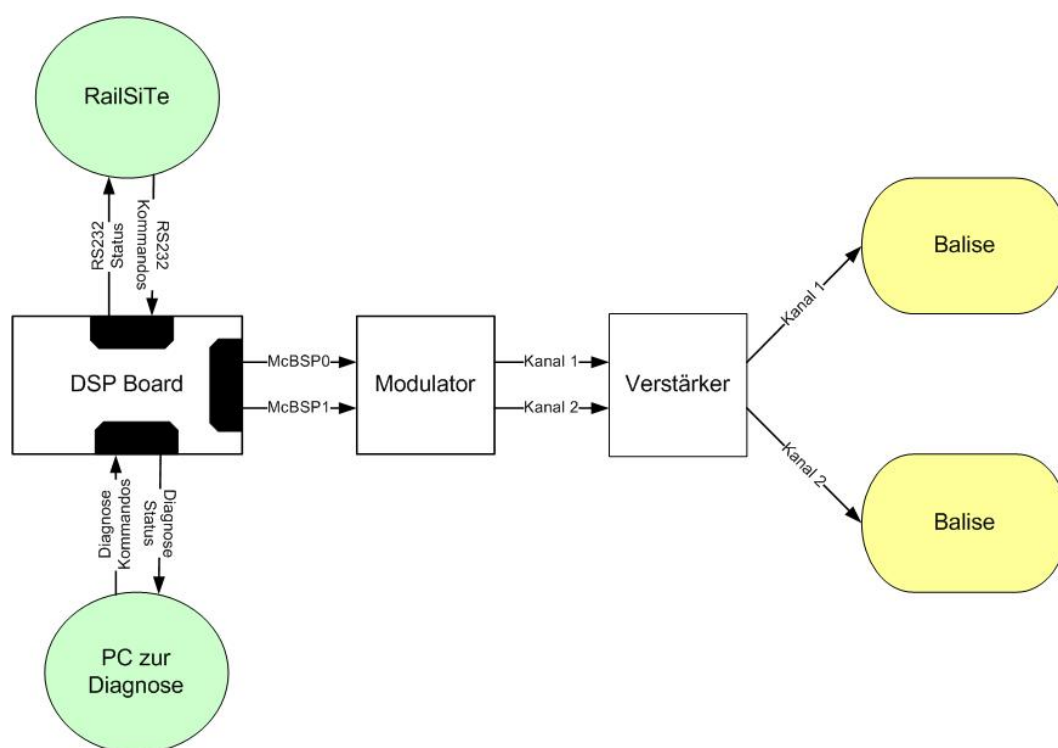 RailSiTe
RS232
Status
RS232
Kommandos
DSP Board
McBSP0
McBSP1
Modulator
Kanal 1
Kanal 2
Verstärker
Kanal 1
Kanal 2
Balise
Balise
Diagnose
Kommandos
Diagnose
Status
PC zur
Diagnose